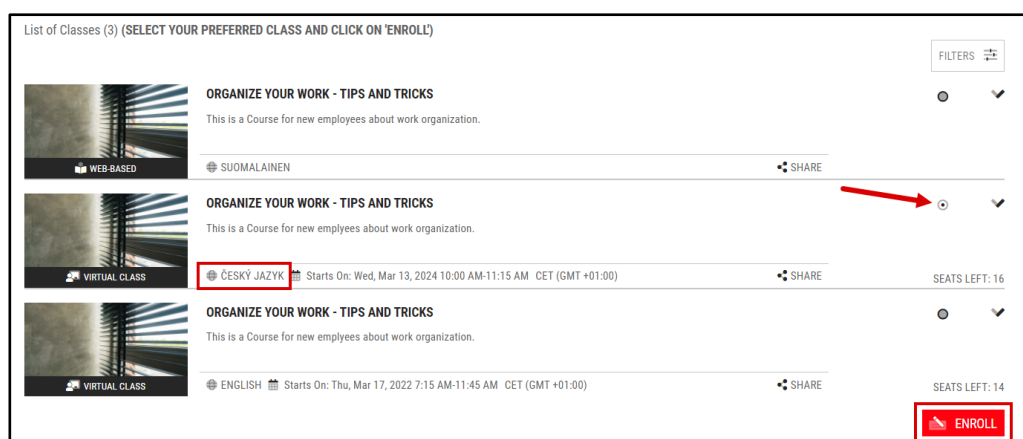 List of Classes (3) (SELECT YOUR PREFERRED CLASS AND CLICK ON 'ENROLL')
FILTERS
ORGANIZE YOUR WORK - TIPS AND TRICKS
This is a Course for new employees about work organization.
WEB-BASED
SUOMALAINEN
SHARE
ORGANIZE YOUR WORK - TIPS AND TRICKS
This is a Course for new emplyees about work organization.
VIRTUAL CLASS
ČESKÝ JAZYK Starts On: Wed, Mar 13, 2024 10:00 AM-11:15 AM CET (GMT +01:00)
SHARE
SEATS LEFT: 16
ORGANIZE YOUR WORK - TIPS AND TRICKS
This is a Course for new emplyees about work organization.
VIRTUAL CLASS
ENGLISH Starts On: Thu, Mar 17, 2022 7:15 AM-11:45 AM CET (GMT +01:00)
SHARE
SEATS LEFT: 14
ENROLL